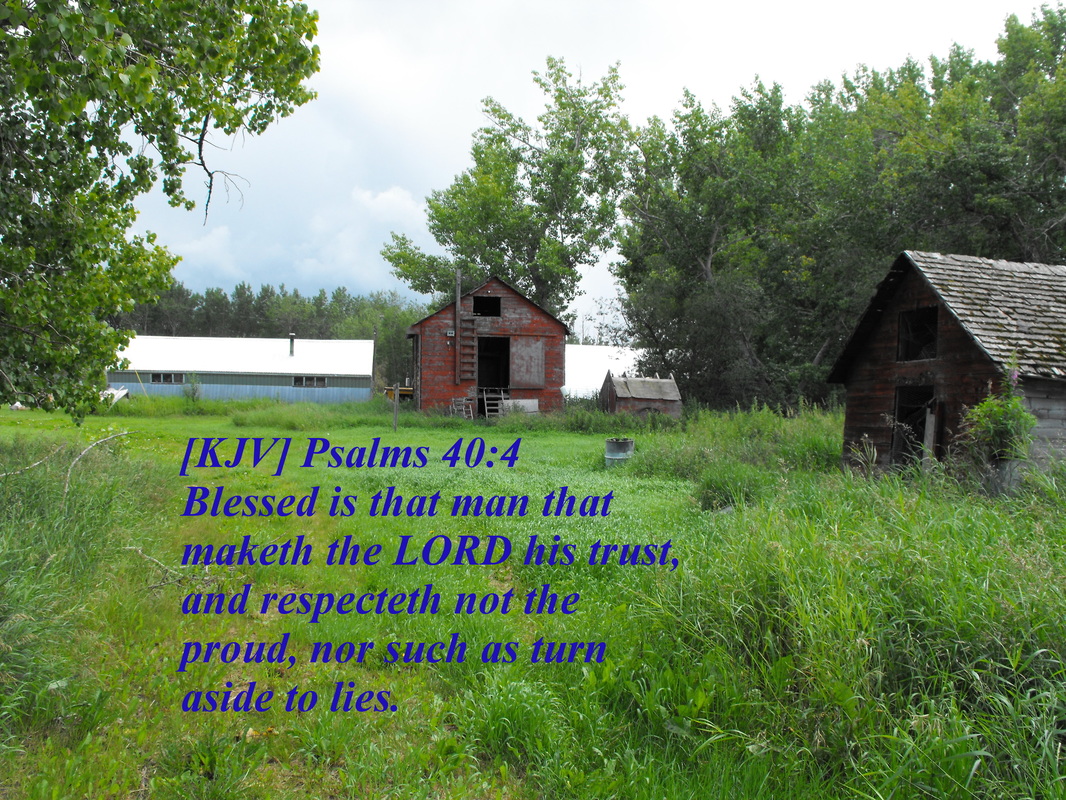 [KJV] Psalms 40:4
Blessed is that man that
maketh the LORD his trust,
and respecteth not the
proud, nor such as turn
aside to lies.